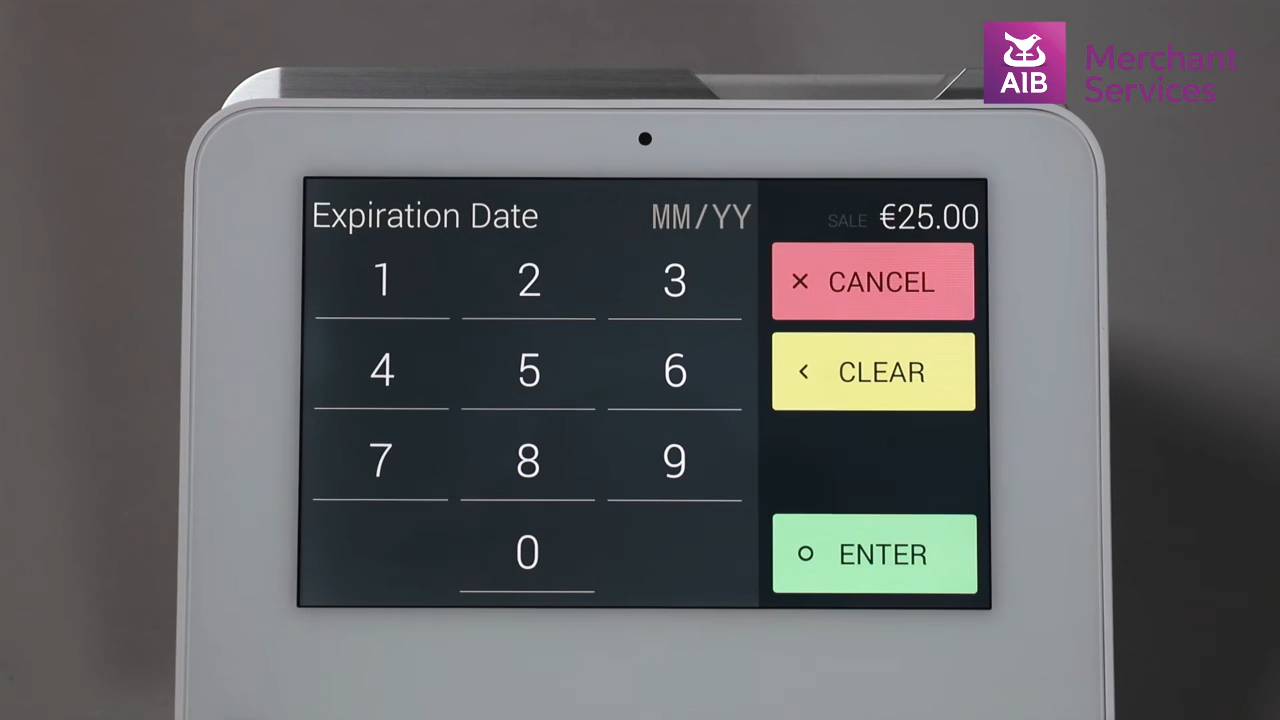 AIB
Merchant
Services
Expiration Date MM/YY
SALE €25.00
1 2 3
× CANCEL
4 5 6
< CLEAR
7 8 9
0
ENTER